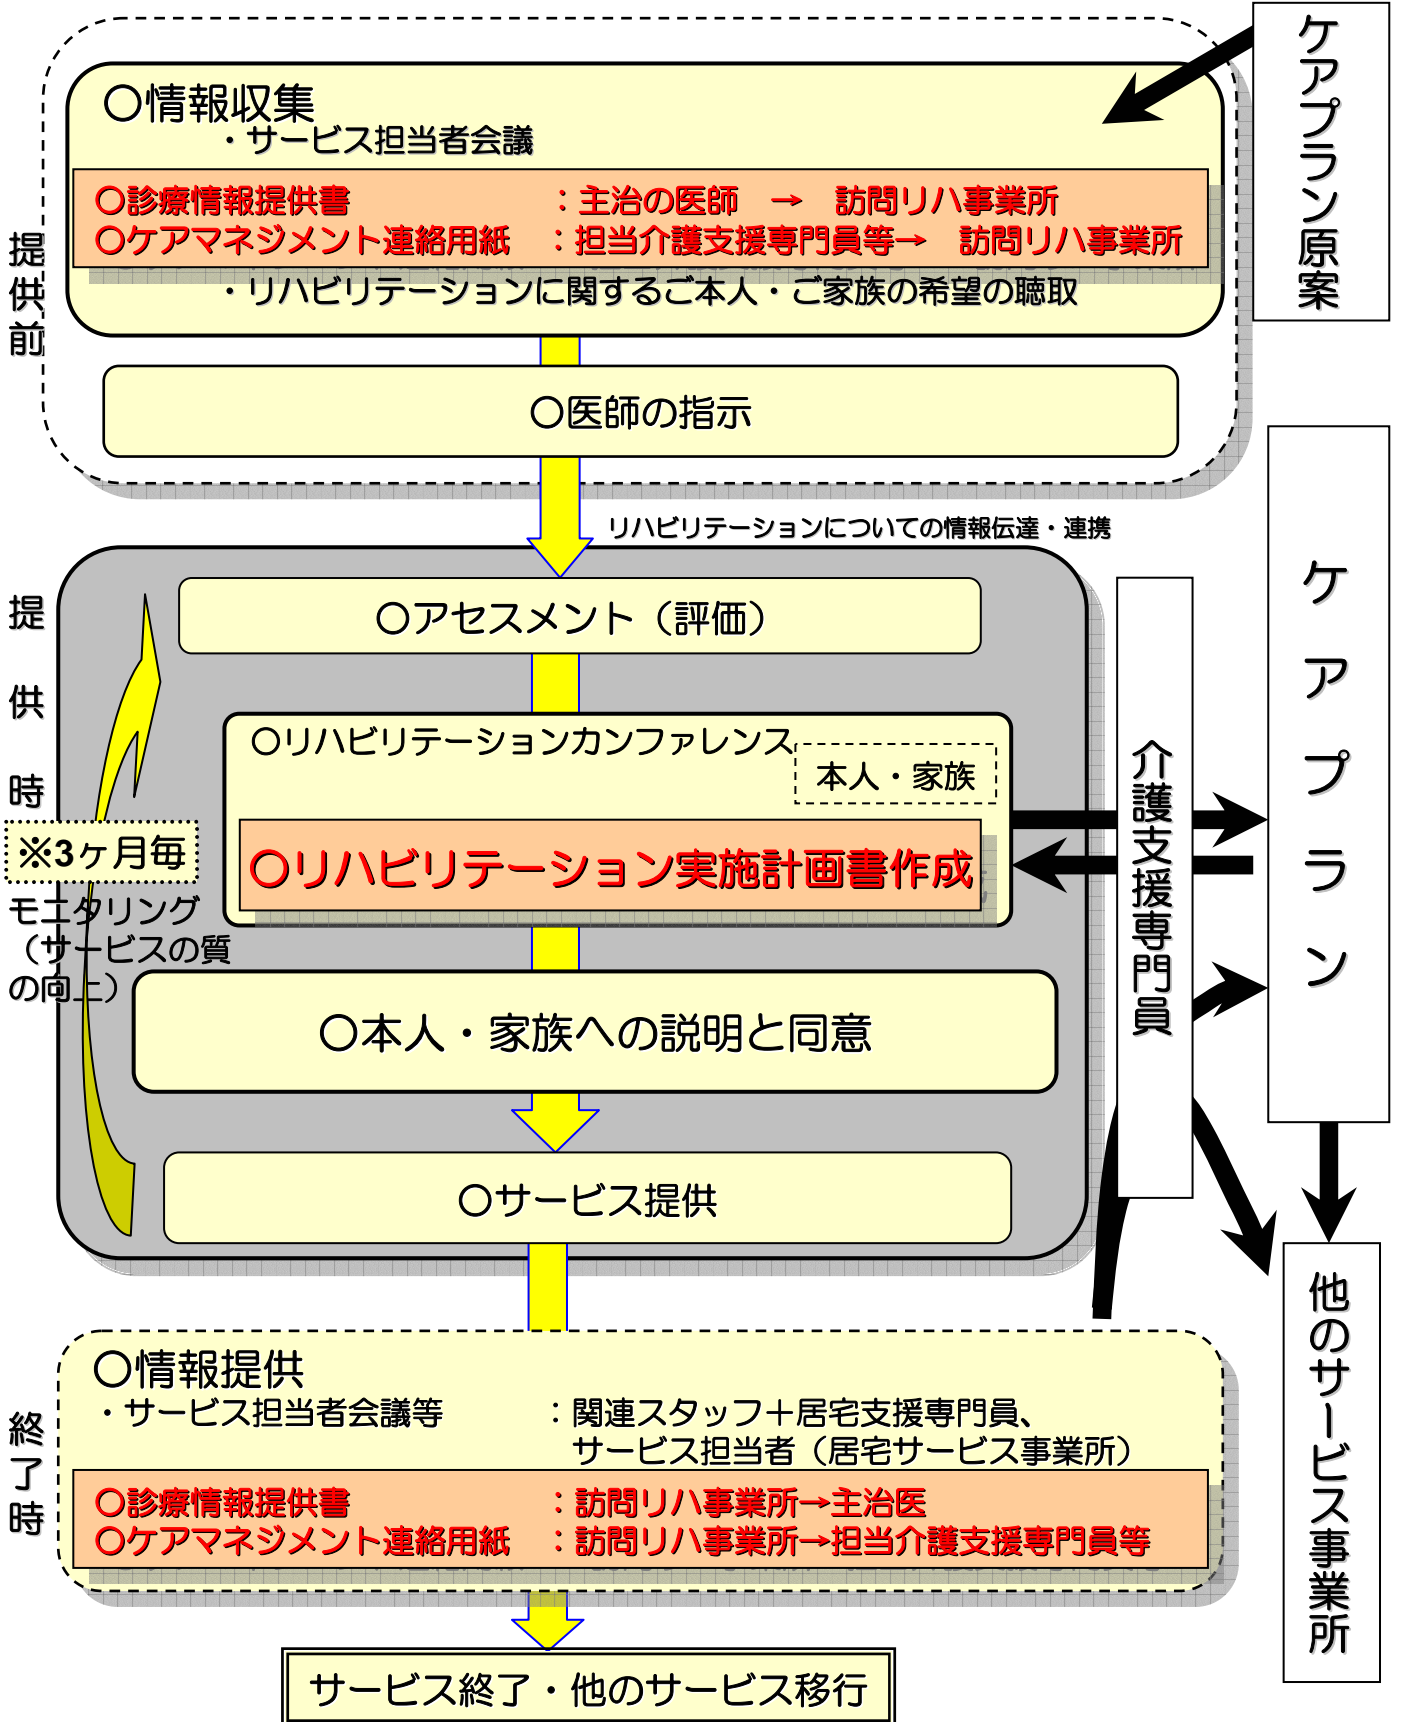 ケアプラン原案
提供前
〇情報収集
・サービス担当者会議
〇診療情報提供書　：主治の医師　→　訪問リハ事業所
〇ケアマネジメント連絡用紙　：担当介護支援専門員等→　訪問リハ事業所
・リハビリテーションに関するご本人・ご家族の希望の聴取
〇医師の指示
リハビリテーションについての情報伝達・連携
提供時
〇アセスメント（評価）
〇リハビリテーションカンファレンス
本人・家族
〇リハビリテーション実施計画書作成
※3ヶ月毎
モニタリング
（サービスの質
の向上）
〇本人・家族への説明と同意
〇サービス提供
介護支援専門員
ケアプラン
他のサービス事業所
終了時
〇情報提供
・サービス担当者会議等　：関連スタッフ＋居宅支援専門員、
サービス担当者（居宅サービス事業所）
〇診療情報提供書　：訪問リハ事業所→主治医
〇ケアマネジメント連絡用紙　：訪問リハ事業所→担当介護支援専門員等
サービス終了・他のサービス移行